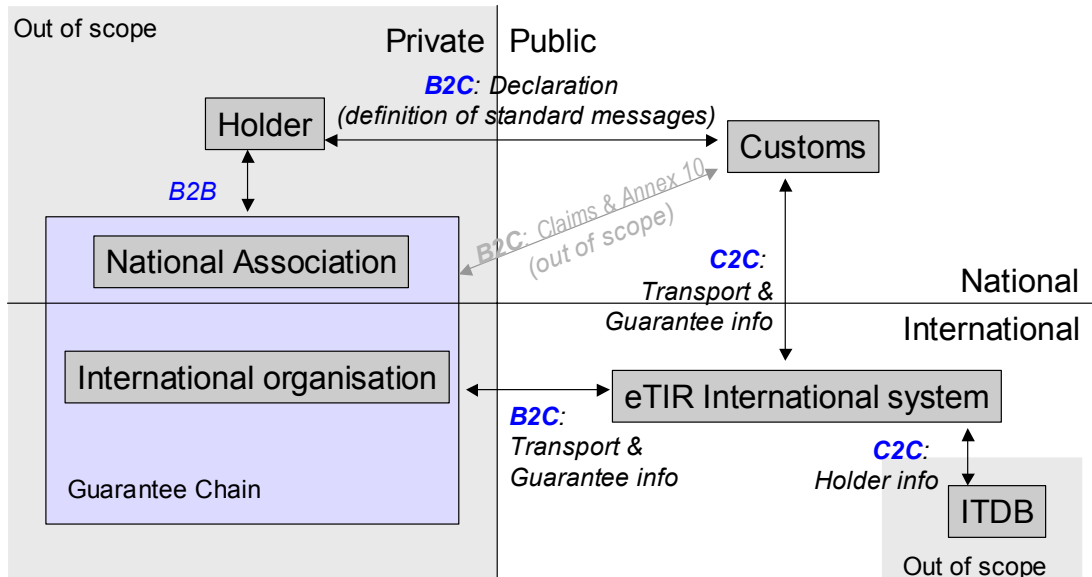 Out of scope
Private
Public
B2C: Declaration
(definition of standard messages)
Holder
Customs
B2B
B2C: Claims & Annex 10
(out of scope)
National Association
C2C:
Transport &
Guarantee info
National
International
International organisation
eTIR International system
B2C:
Transport &
Guarantee info
C2C:
Holder info
Guarantee Chain
ITDB
Out of scope